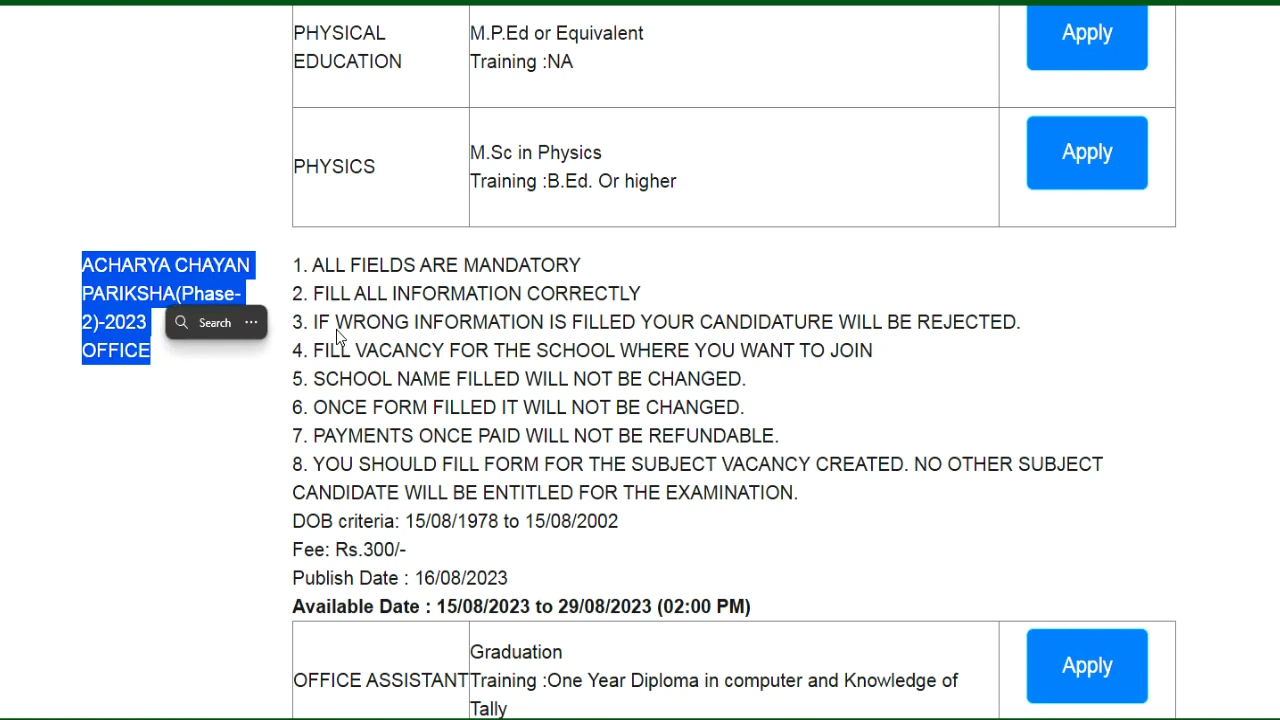 PHYSICAL
EDUCATION
M.P.Ed or Equivalent
Training :NA
Apply
PHYSICS
M.Sc in Physics
Training :B.Ed. Or higher
Apply
ACHARYA CHAYAN
PARIKSHA(Phase-
2)-2023
OFFICE
Search
1. ALL FIELDS ARE MANDATORY
2. FILL ALL INFORMATION CORRECTLY
3. IF WRONG INFORMATION IS FILLED YOUR CANDIDATURE WILL BE REJECTED.
4. FILL VACANCY FOR THE SCHOOL WHERE YOU WANT TO JOIN
5. SCHOOL NAME FILLED WILL NOT BE CHANGED.
6. ONCE FORM FILLED IT WILL NOT BE CHANGED.
7. PAYMENTS ONCE PAID WILL NOT BE REFUNDABLE.
8. YOU SHOULD FILL FORM FOR THE SUBJECT VACANCY CREATED. NO OTHER SUBJECT
CANDIDATE WILL BE ENTITLED FOR THE EXAMINATION.
DOB criteria: 15/08/1978 to 15/08/2002
Fee: Rs.300/-
Publish Date : 16/08/2023
Available Date : 15/08/2023 to 29/08/2023 (02:00 PM)
OFFICE ASSISTANT
Graduation
Training :One Year Diploma in computer and Knowledge of
Tally
Apply